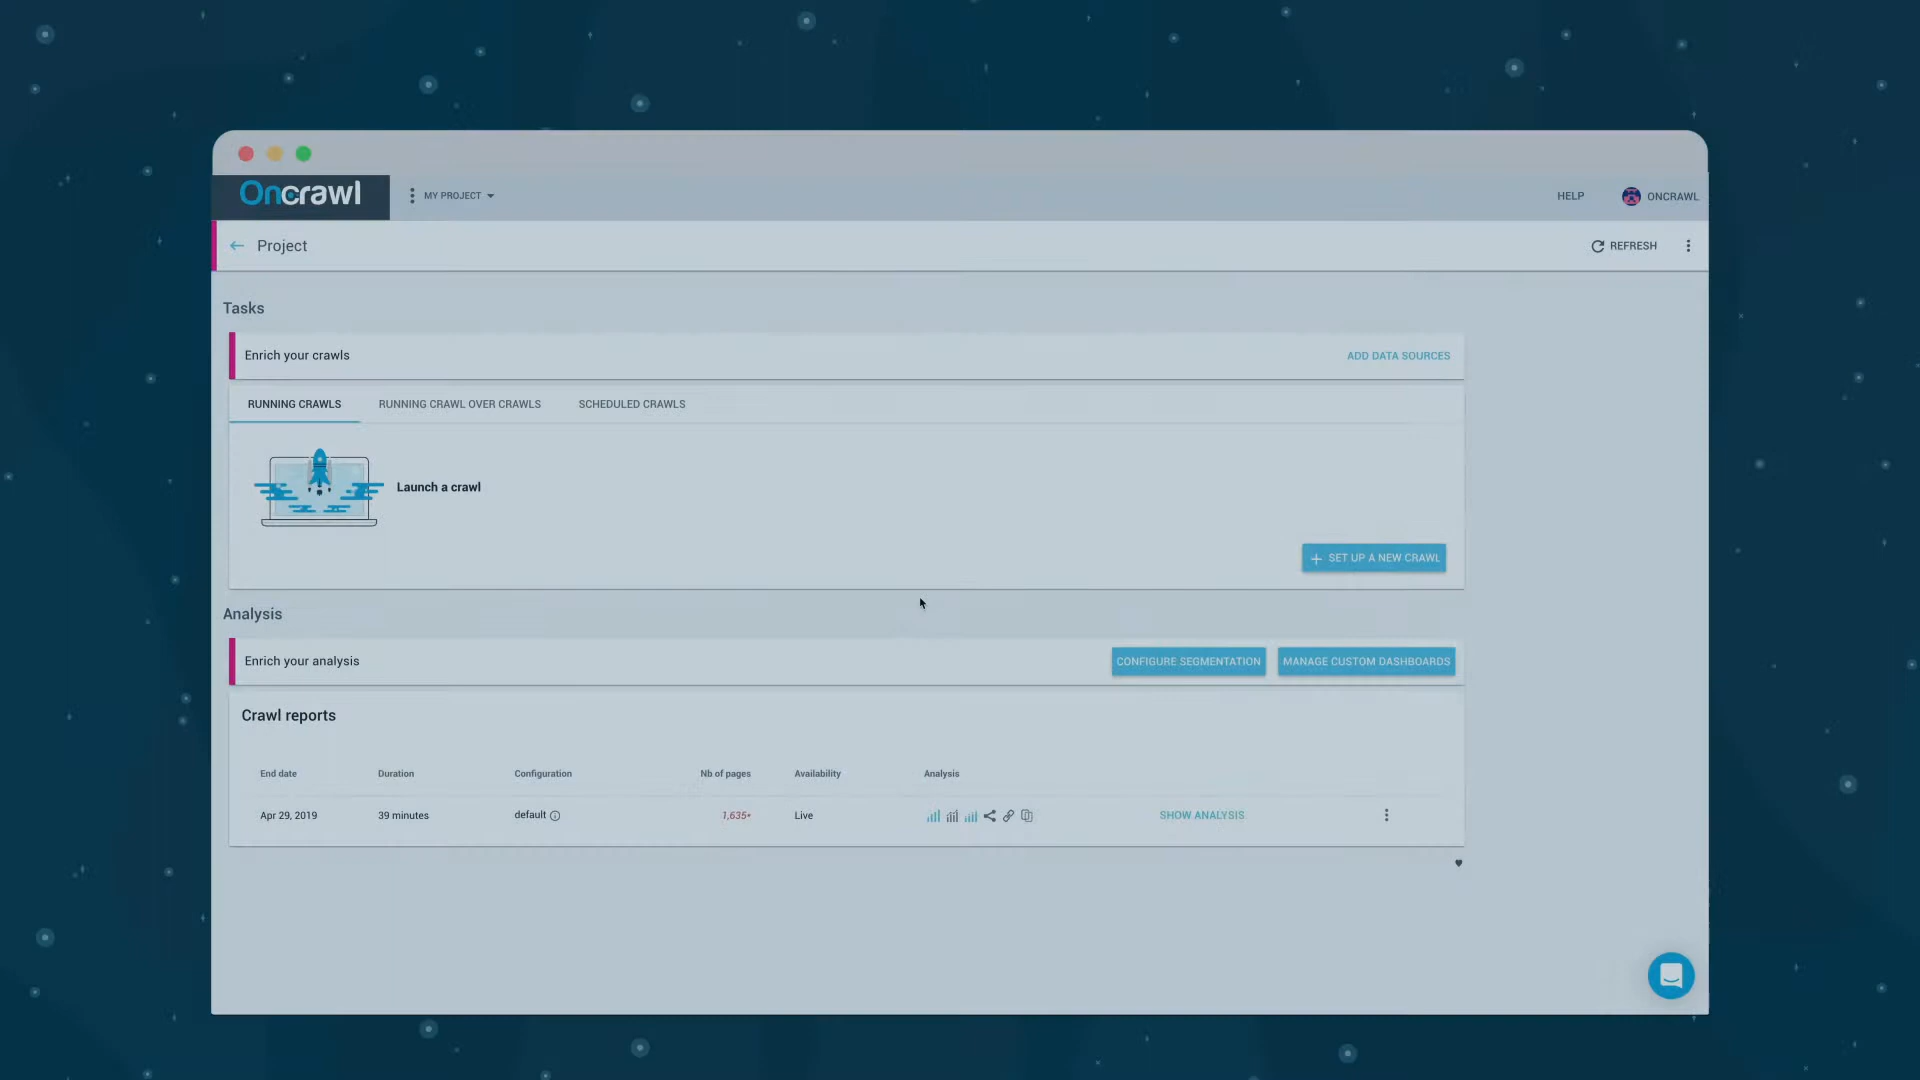 Oncrawl
MY PROJECT
HELP
ONCRAWL
Project
REFRESH
Tasks
Enrich your crawls
ADD DATA SOURCES
RUNNING CRAWLS
RUNNING CRAWL OVER CRAWLS
SCHEDULED CRAWLS
Launch a crawl
+ SET UP A NEW CRAWL
Analysis
Enrich your analysis
CONFIGURE SEGMENTATION
MANAGE CUSTOM DASHBOARDS
Crawl reports
End date Duration Configuration Nb of pages Availability Analysis
Apr 29, 2019 39 minutes default 1,635+ Live SHOW ANALYSIS